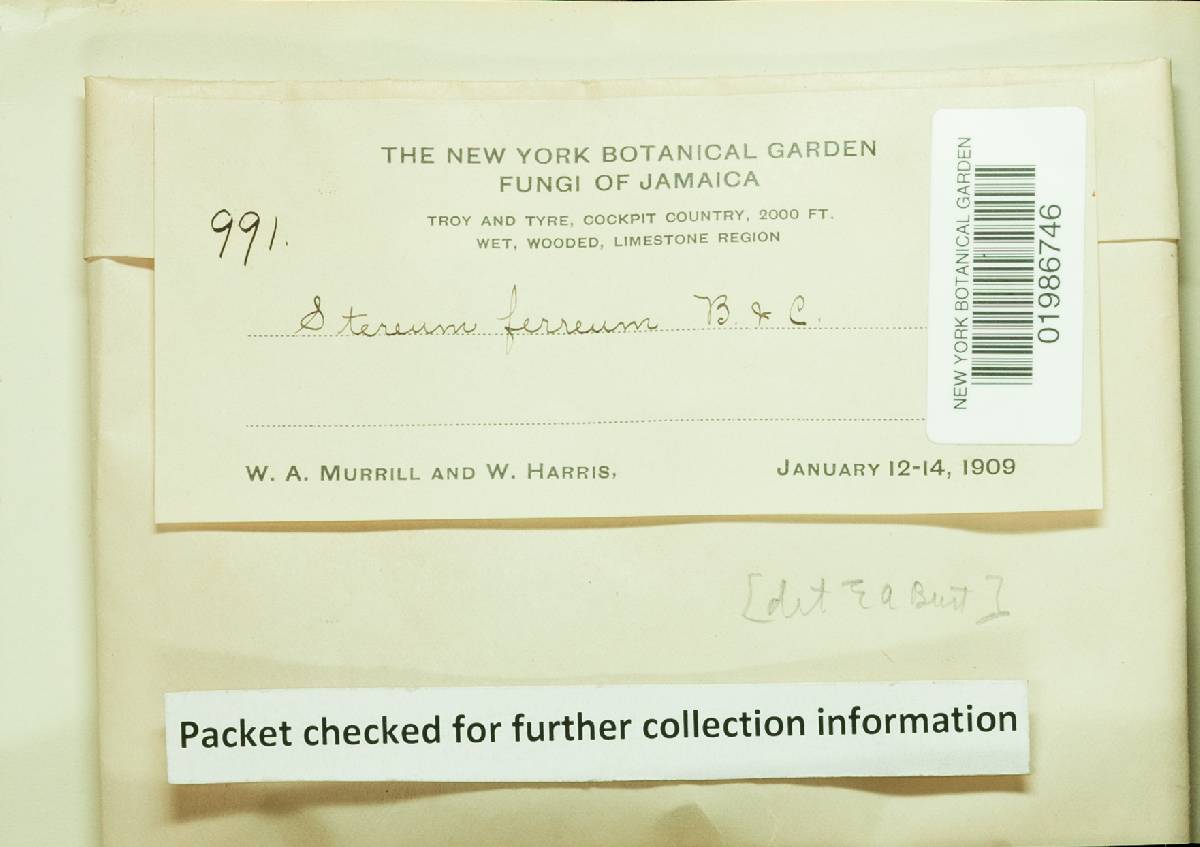 THE NEW YORK BOTANICAL GARDEN
FUNGI OF JAMAICA
TROY AND TYRE, COCKPIT COUNTRY, 2000 FT.
WET, WOODED, LIMESTONE REGION
991.
Stereum ferreum B. & C.
W. A. MURRILL AND W. HARRIS,
JANUARY 12-14, 1909
NEW YORK BOTANICAL GARDEN
01986746
[det E A Burt]
Packet checked for further collection information